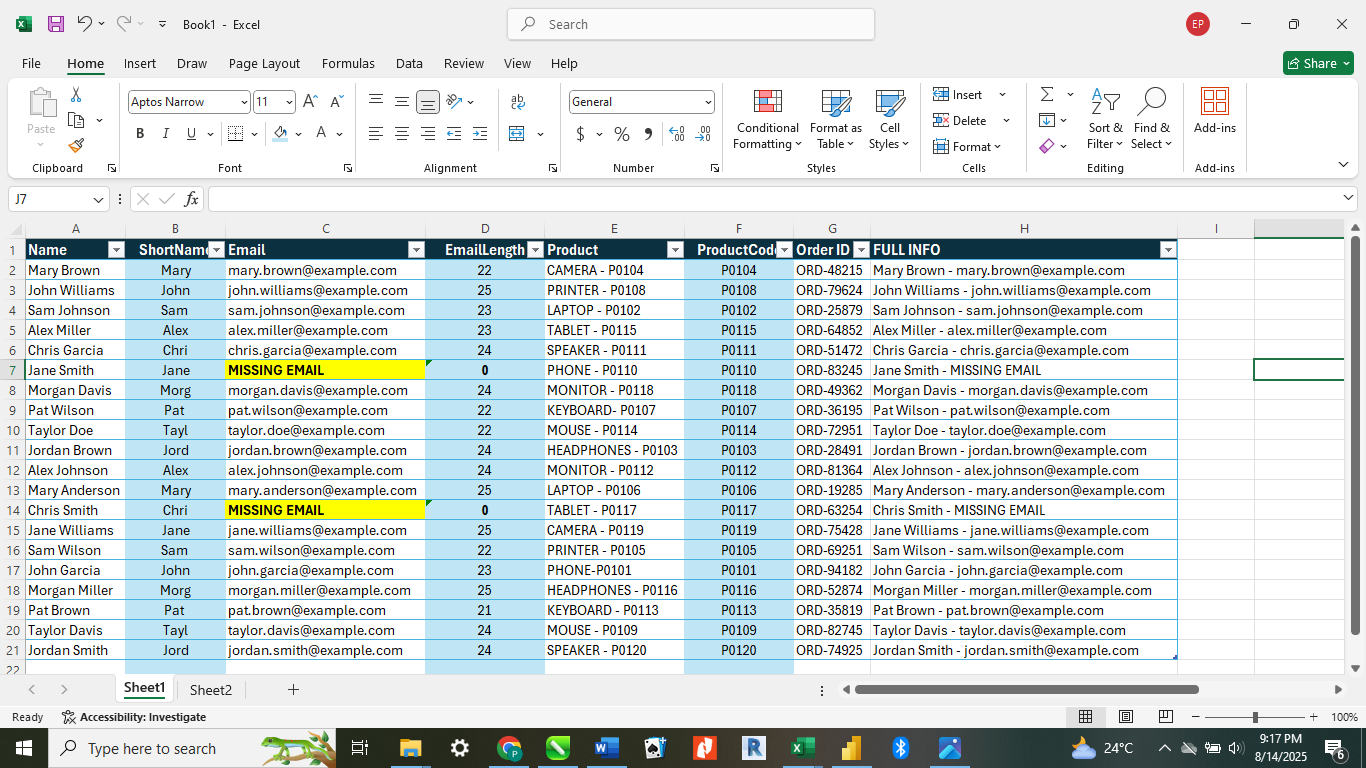 Book1 - Excel
Search
EP
File Home Insert Draw Page Layout Formulas Data Review View Help
Share
Paste
Clipboard
Aptos Narrow 11
B I U A
Font
ab
Alignment
General
$ % 9
Number
Conditional Formatting
Format as Table
Cell Styles
Styles
Insert
Delete
Format
Cells
Sort & Filter
Find & Select
Editing
Add-ins
Add-ins
J7 fx
A B C D E F G H I
1 Name ShortName Email EmailLength Product ProductCod Order ID FULL INFO
2 Mary Brown Mary mary.brown@example.com 22 CAMERA - P0104 P0104 ORD-48215 Mary Brown - mary.brown@example.com
3 John Williams John john.williams@example.com 25 PRINTER - P0108 P0108 ORD-79624 John Williams - john.williams@example.com
4 Sam Johnson Sam sam.johnson@example.com 23 LAPTOP - P0102 P0102 ORD-25879 Sam Johnson - sam.johnson@example.com
5 Alex Miller Alex alex.miller@example.com 23 TABLET - P0115 P0115 ORD-64852 Alex Miller - alex.miller@example.com
6 Chris Garcia Chri chris.garcia@example.com 24 SPEAKER - P0111 P0111 ORD-51472 Chris Garcia - chris.garcia@example.com
7 Jane Smith Jane MISSING EMAIL 0 PHONE - P0110 P0110 ORD-83245 Jane Smith - MISSING EMAIL
8 Morgan Davis Morg morgan.davis@example.com 24 MONITOR - P0118 P0118 ORD-49362 Morgan Davis - morgan.davis@example.com
9 Pat Wilson Pat pat.wilson@example.com 22 KEYBOARD- P0107 P0107 ORD-36195 Pat Wilson - pat.wilson@example.com
10 Taylor Doe Tayl taylor.doe@example.com 22 MOUSE - P0114 P0114 ORD-72951 Taylor Doe - taylor.doe@example.com
11 Jordan Brown Jord jordan.brown@example.com 24 HEADPHONES - P0103 P0103 ORD-28491 Jordan Brown - jordan.brown@example.com
12 Alex Johnson Alex alex.johnson@example.com 24 MONITOR - P0112 P0112 ORD-81364 Alex Johnson - alex.johnson@example.com
13 Mary Anderson Mary mary.anderson@example.com 25 LAPTOP - P0106 P0106 ORD-19285 Mary Anderson - mary.anderson@example.com
14 Chris Smith Chri MISSING EMAIL 0 TABLET - P0117 P0117 ORD-63254 Chris Smith - MISSING EMAIL
15 Jane Williams Jane jane.williams@example.com 25 CAMERA - P0119 P0119 ORD-75428 Jane Williams - jane.williams@example.com
16 Sam Wilson Sam sam.wilson@example.com 22 PRINTER - P0105 P0105 ORD-69251 Sam Wilson - sam.wilson@example.com
17 John Garcia John john.garcia@example.com 23 PHONE-P0101 P0101 ORD-94182 John Garcia - john.garcia@example.com
18 Morgan Miller Morg morgan.miller@example.com 25 HEADPHONES - P0116 P0116 ORD-52874 Morgan Miller - morgan.miller@example.com
19 Pat Brown Pat pat.brown@example.com 21 KEYBOARD - P0113 P0113 ORD-35819 Pat Brown - pat.brown@example.com
20 Taylor Davis Tayl taylor.davis@example.com 24 MOUSE - P0109 P0109 ORD-82745 Taylor Davis - taylor.davis@example.com
21 Jordan Smith Jord jordan.smith@example.com 24 SPEAKER - P0120 P0120 ORD-74925 Jordan Smith - jordan.smith@example.com
22
Sheet1 Sheet2
Ready Accessibility: Investigate 100%
Type here to search
24°C
9:17 PM
8/14/2025
6